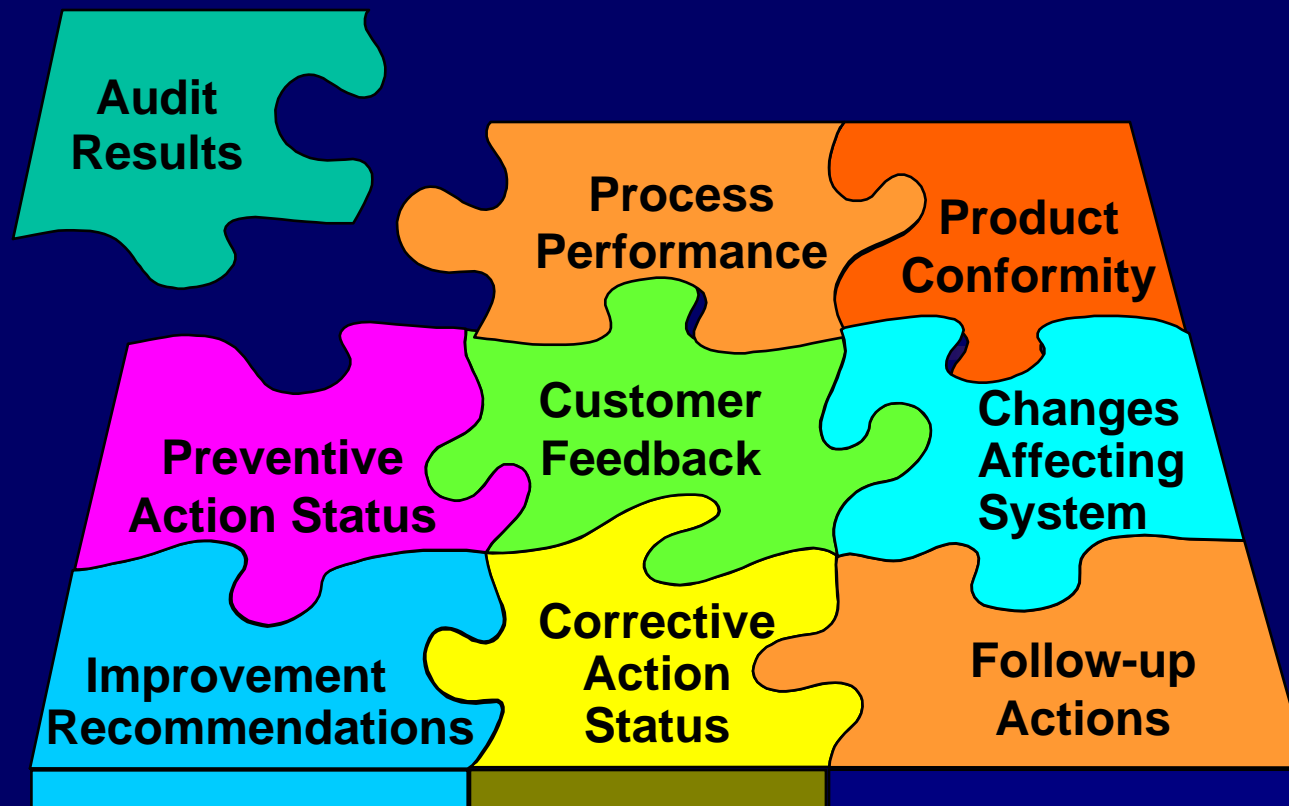 Audit
Results
Process
Performance
Product
Conformity
Preventive
Action Status
Customer
Feedback
Changes
Affecting
System
Improvement
Recommendations
Corrective
Action
Status
Follow-up
Actions